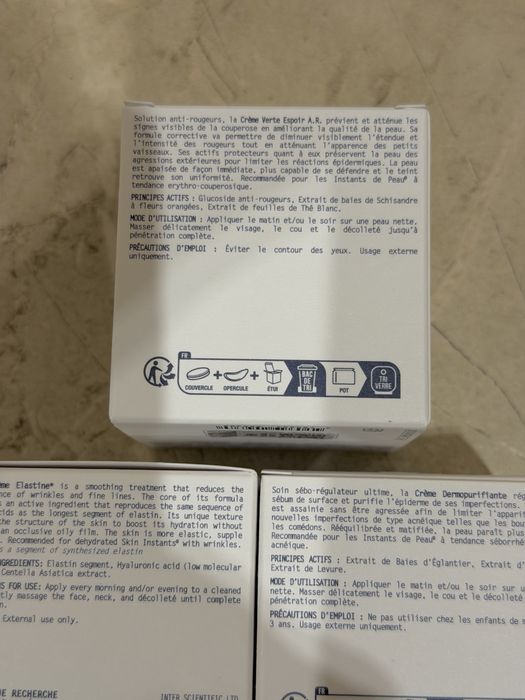 Solution anti-rougeurs, la Crème Verte Espoir A.R. prévient et atténue les
signes visibles de la couperose en améliorant la qualité de la peau. Sa
formule corrective va permettre de diminuer visiblement l'étendue et
l'intensité des rougeurs tout en atténuant l'apparence des petits
vaisseaux. Ses actifs protecteurs quant à eux préservent la peau des
agressions extérieures pour limiter les réactions épidermiques. La peau
est apaisée de façon immédiate, plus capable de se défendre et le teint
retrouve son uniformité. Recommandée pour les Instants de Peau® à
tendance erythro-couperosique.
PRINCIPES ACTIFS : Glucoside anti-rougeurs, Extrait de baies de Schisandre
à fleurs orangées, Extrait de feuilles de Thé Blanc.
MODE D'UTILISATION : Appliquer le matin et/ou le soir sur une peau nette.
Masser délicatement le visage, le cou et le décolleté jusqu'à
pénétration complète.
PRÉCAUTIONS D'EMPLOI : Éviter le contour des yeux. Usage externe
uniquement.
FR
COUVERCLE + OPERCULE + ÉTUI
BAC DE TRI
POT
TRI VERRE
me Elastine® is a smoothing treatment that reduces the
nce of wrinkles and fine lines. The core of its formula
s an active ingredient that reproduces the same sequence of
cids as the longest segment of elastin. Its unique texture
the structure of the skin to boost its hydration without
an occlusive oily film. The skin is more elastic, supple
. Recommended for dehydrated Skin Instants® with wrinkles.
s a segment of synthesized elastin
NGREDIENTS: Elastin segment, Hyaluronic acid (low molecular
Centella Asiatica extract.
S FOR USE: Apply every morning and/or evening to a cleaned
tly massage the face, neck, and décolleté until complete
n.
External use only.
E RECHERCHE
INTER SCIENTIFIC LTD
Soin sébo-régulateur ultime, la Crème Dermopurifiante rég
sébum de surface et purifie l'épiderme de ses imperfections.
est assainie sans être agressée afin de limiter l'apparit
nouvelles imperfections de type acnéique telles que les bou
les comédons. Rééquilibrée et matifiée, la peau paraît plus
Recommandée pour les Instants de Peau® à tendance séborrhé
acnéique.
PRINCIPES ACTIFS : Extrait de Baies d'Églantier, Extrait d'
Extrait de Levure.
MODE D'UTILISATION : Appliquer le matin et/ou le soir sur u
nette. Masser délicatement le visage, le cou et le décolleté
pénétration complète.
PRÉCAUTIONS D'EMPLOI : Ne pas utiliser chez les enfants de
3 ans. Usage externe uniquement.
FR